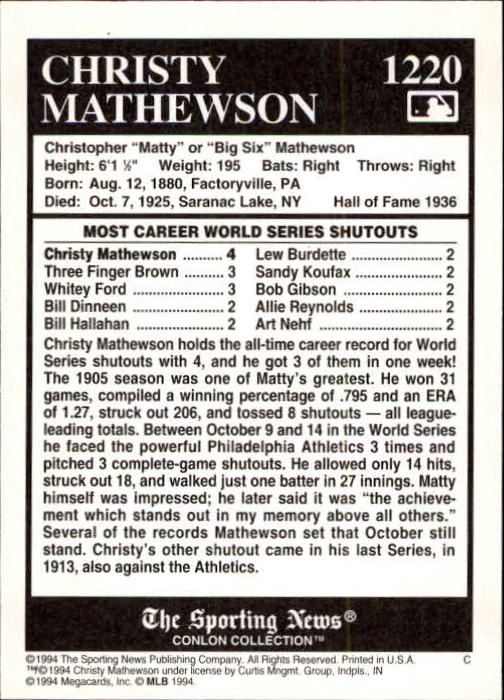 CHRISTY 1220
MATHEWSON
Christopher “Matty” or “Big Six” Mathewson
Height: 6'1 ½" Weight: 195 Bats: Right Throws: Right
Born: Aug. 12, 1880, Factoryville, PA
Died: Oct. 7, 1925, Saranac Lake, NY Hall of Fame 1936
MOST CAREER WORLD SERIES SHUTOUTS
Christy Mathewson ......... 4 Lew Burdette ...................... 2
Three Finger Brown ......... 3 Sandy Koufax .................... 2
Whitey Ford ...................... 3 Bob Gibson ........................ 2
Bill Dinneen ...................... 2 Allie Reynolds .................... 2
Bill Hallahan ..................... 2 Art Nehf ............................. 2
Christy Mathewson holds the all-time career record for World
Series shutouts with 4, and he got 3 of them in one week!
The 1905 season was one of Matty's greatest. He won 31
games, compiled a winning percentage of .795 and an ERA
of 1.27, struck out 206, and tossed 8 shutouts — all league-
leading totals. Between October 9 and 14 in the World Series
he faced the powerful Philadelphia Athletics 3 times and
pitched 3 complete-game shutouts. He allowed only 14 hits,
struck out 18, and walked just one batter in 27 innings. Matty
himself was impressed; he later said it was “the achieve-
ment which stands out in my memory above all others.”
Several of the records Mathewson set that October still
stand. Christy's other shutout came in his last Series, in
1913, also against the Athletics.
The Sporting News®
CONLON COLLECTION™
©1994 The Sporting News Publishing Company. All Rights Reserved. Printed in U.S.A. C
™/©1994 Christy Mathewson under license by Curtis Mngmt. Group, Indpls., IN
©1994 Megacards, Inc. © MLB 1994.